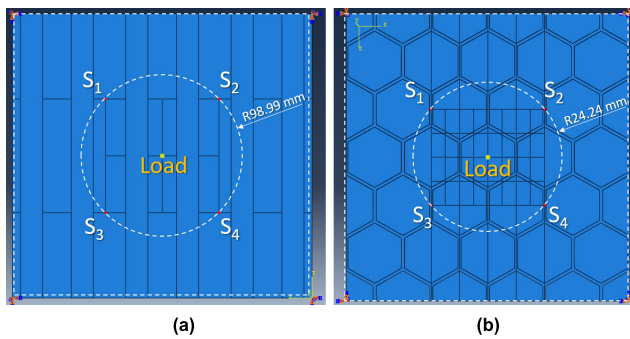 S₁ S₂
R98.99 mm
Load
S₃ S₄
(a)
S₁ S₂
R24.24 mm
Load
S₃ S₄
(b)